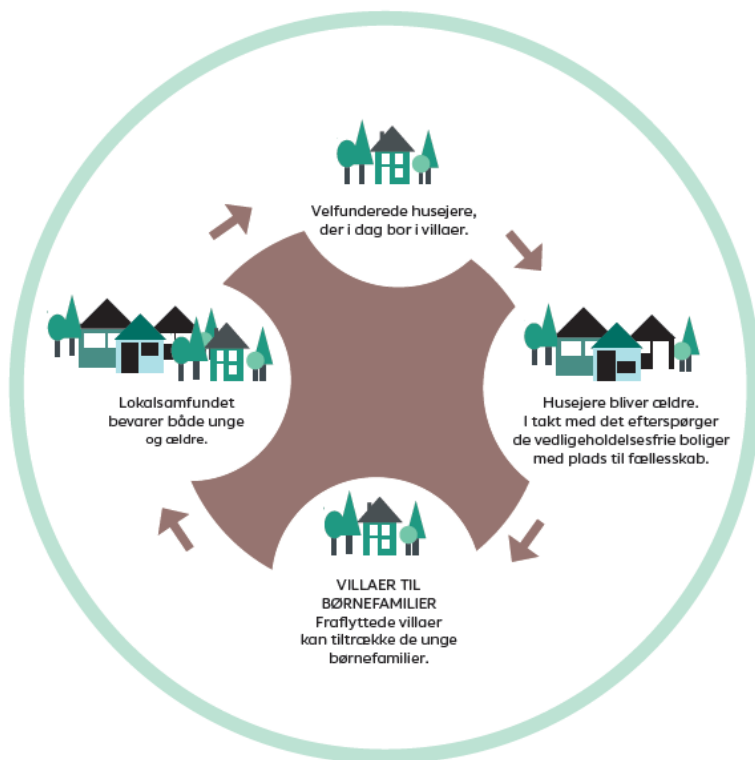 Velfunderede husejere,
der i dag bor i villaer.
Husejere bliver ældre.
I takt med det efterspørger
de vedligeholdelsesfrie boliger
med plads til fællesskab.
VILLAER TIL
BØRNEFAMILIER
Fraflyttede villaer
kan tiltrække de unge
børnefamilier.
Lokalsamfundet
bevarer både unge
og ældre.